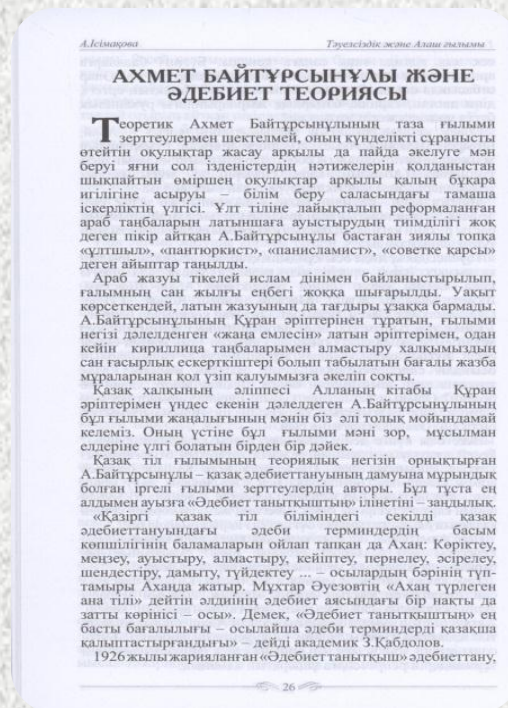 А.Ісімақова Тәуелсіздік және Алаш ғылымы
АХМЕТ БАЙТҰРСЫНҰЛЫ ЖӘНЕ
ӘДЕБИЕТ ТЕОРИЯСЫ
Теоретик Ахмет Байтұрсынұлының таза ғылыми
зерттеулермен шектелмей, оның күнделікті сұранысты
өтейтін оқулықтар жасау арқылы да пайда әкелуге мән
беруі яғни сол ізденістердің нәтижелерін қолданыстан
шықпайтын өміршең оқулықтар арқылы қалың бұқара
игілігіне асыруы – білім беру саласындағы тамаша
іскерліктің үлгісі. Ұлт тіліне лайықталып реформаланған
араб таңбаларын латыншаға ауыстырудың тиімділігі жоқ
деген пікір айтқан А.Байтұрсынұлы бастаған зиялы топқа
«ұлтшыл», «пантюркист», «панисламист», «советке қарсы»
деген айыптар тағылды.
Араб жазуы тікелей ислам дінімен байланыстырылып,
ғалымның сан жылғы еңбегі жоққа шығарылды. Уақыт
көрсеткендей, латын жазуының да тағдыры ұзаққа бармады.
А.Байтұрсынұлының Құран әріптерінен тұратын, ғылыми
негізі дәлелденген «жаңа емлесін» латын әріптерімен, одан
кейін кириллица таңбаларымен алмастыру халқымыздың
сан ғасырлық ескерткіштері болып табылатын бағалы жазба
мұраларынан қол үзіп қалуымызға әкеліп соқты.
Қазақ халқының әліппесі Алланың кітабы Құран
әріптерімен үндес екенін дәлелдеген А.Байтұрсынұлының
бұл ғылыми жаңалығының мәнін біз әлі толық мойындамай
келеміз. Оның үстіне бұл ғылыми мәні зор, мұсылман
елдеріне үлгі болатын бірден бір дәйек.
Қазақ тіл ғылымының теориялық негізін орнықтырған
А.Байтұрсынұлы – қазақ әдебиеттануының дамуына мұрындық
болған іргелі ғылыми зерттеулердің авторы. Бұл тұста ең
алдымен ауызға «Әдебиет танытқыштың» ілінетіні – заңдылық.
«Қазіргі қазақ тіл біліміндегі секілді қазақ
әдебиеттануындағы әдеби терминдердің басым
көпшілігінің баламаларын ойлап тапқан да Ахаң: Көріктеу,
меңзеу, ауыстыру, алмастыру, кейіптеу, пернелеу, әсірелеу,
шендестіру, дамыту, түйдектеу ... – осылардың бәрінің түп-
тамыры Ахаңда жатыр. Мұхтар Әуезовтің «Ахаң түрлеген
ана тілі» дейтін әлдиінің әдебиет аясындағы бір нақты да
затты көрінісі – осы». Демек, «Әдебиет танытқыштың» ең
басты бағалылығы – осылайша әдеби терминдерді қазақша
қалыптастырғандығы» – дейді академик З.Қабдолов.
1926 жылы жарияланған «Әдебиет танытқыш» әдебиеттану,
26